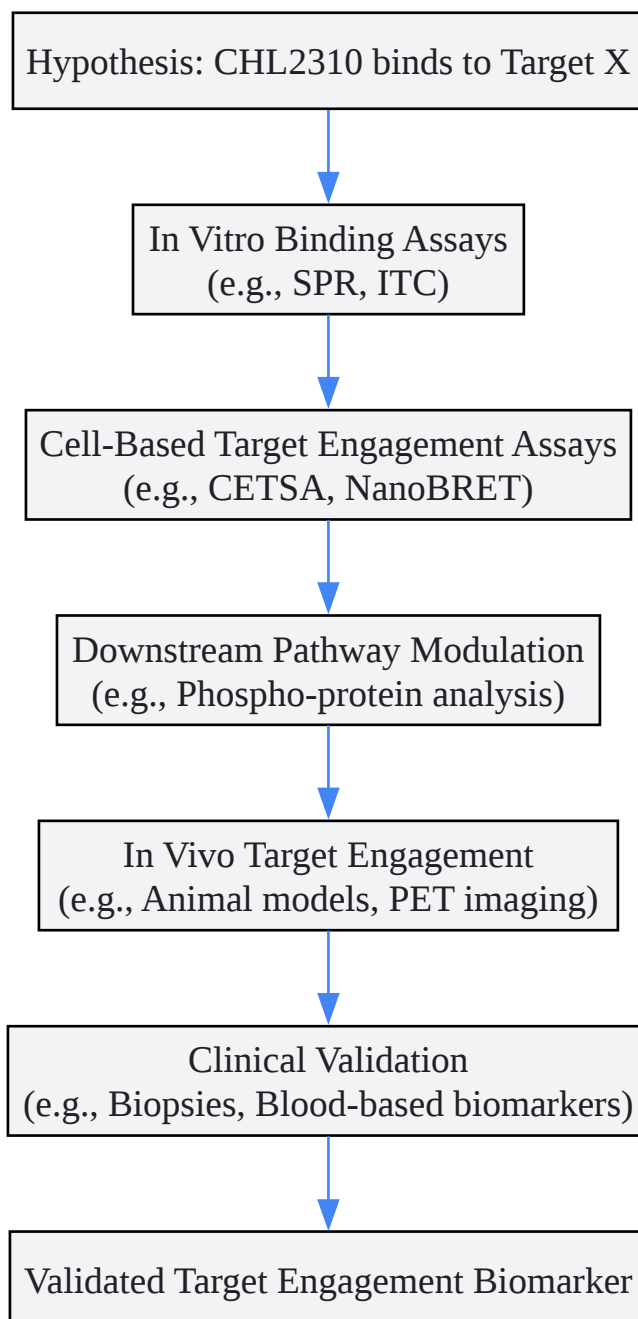 Hypothesis: CHL2310 binds to Target X
In Vitro Binding Assays
(e.g., SPR, ITC)
Cell-Based Target Engagement Assays
(e.g., CETSA, NanoBRET)
Downstream Pathway Modulation
(e.g., Phospho-protein analysis)
In Vivo Target Engagement
(e.g., Animal models, PET imaging)
Clinical Validation
(e.g., Biopsies, Blood-based biomarkers)
Validated Target Engagement Biomarker